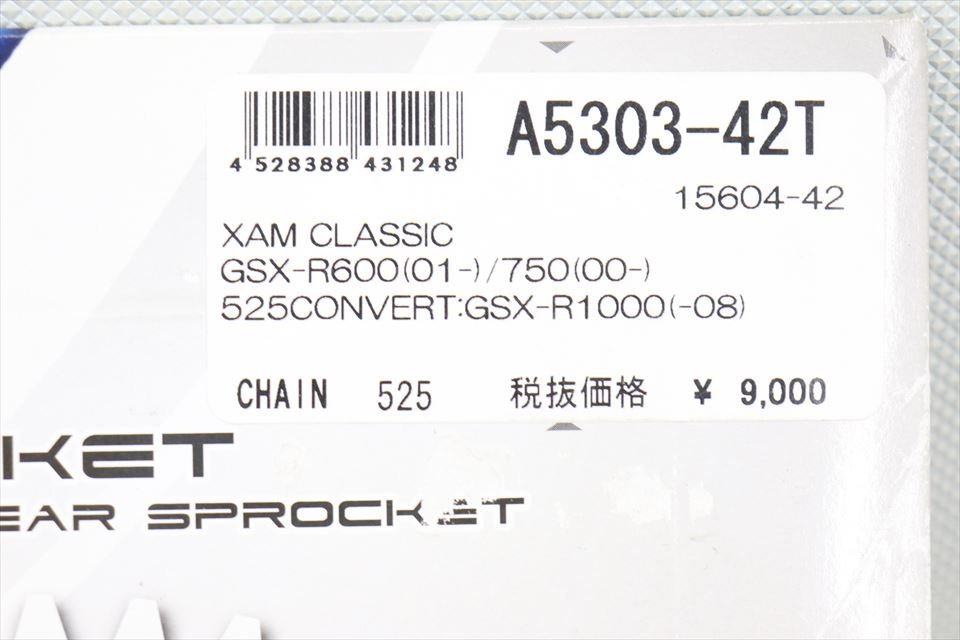 A5303-42T
4 528388 431248
15604-42
XAM CLASSIC
GSX-R600(01-)/750(00-)
525CONVERT:GSX-R1000(-08)
CHAIN 525 税抜価格 ¥ 9,000
KET
EAR SPROCKET